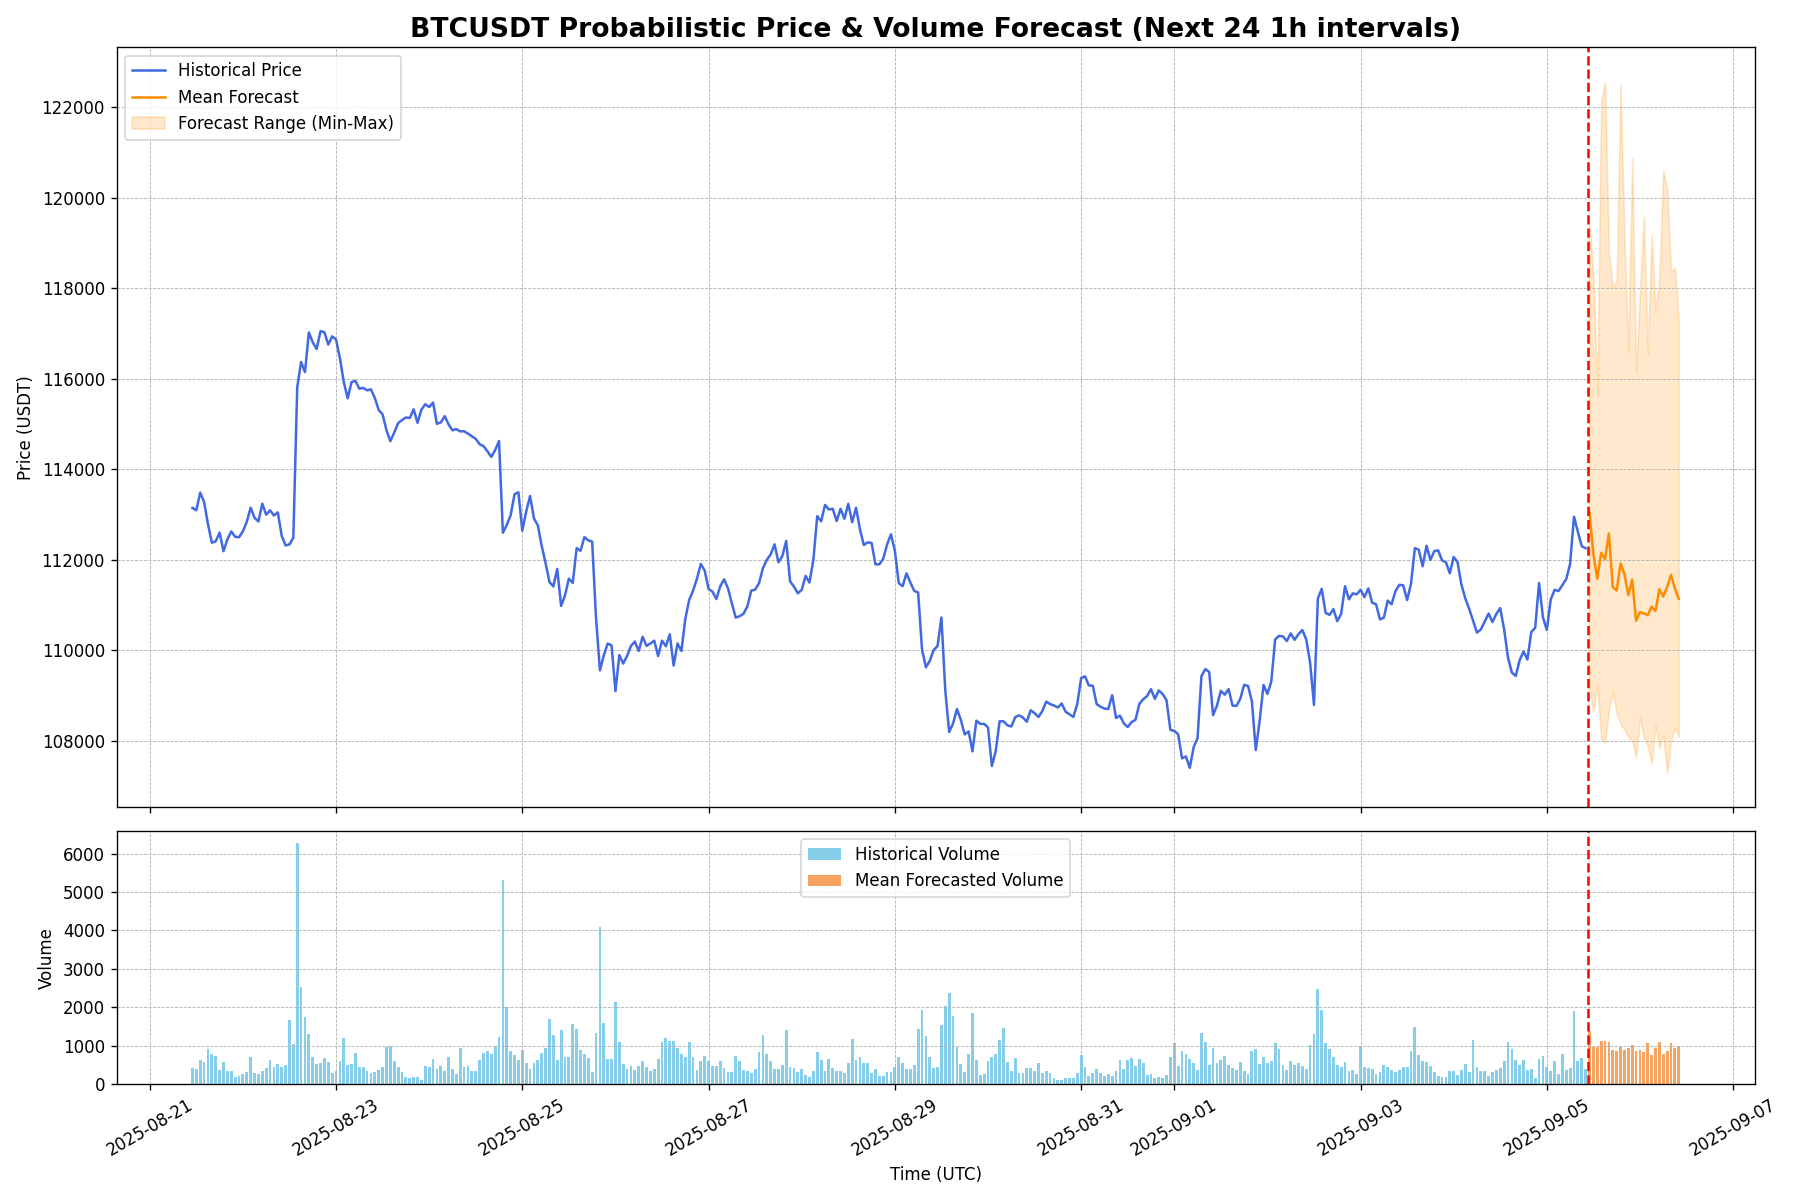 BTCUSDT Probabilistic Price & Volume Forecast (Next 24 1h intervals)
Historical Price
Mean Forecast
Forecast Range (Min-Max)
122000
120000
118000
116000
114000
112000
110000
108000
Price (USDT)
Historical Volume
Mean Forecasted Volume
6000
5000
4000
3000
2000
1000
0
Volume
2025-08-21
2025-08-23
2025-08-25
2025-08-27
2025-08-29
2025-08-31
2025-09-01
2025-09-03
2025-09-05
2025-09-07
Time (UTC)